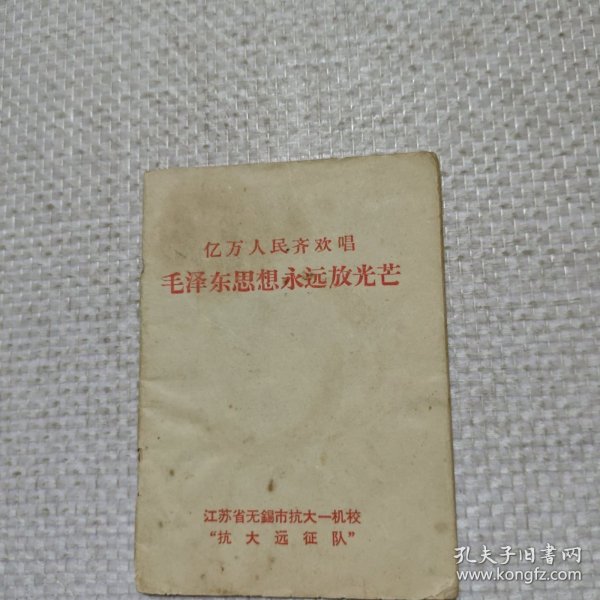 亿万人民齐欢唱
毛泽东思想永远放光芒
江苏省无錫市抗大一机校
“抗大远征队”
孔夫子旧书网
www.kongfz.com